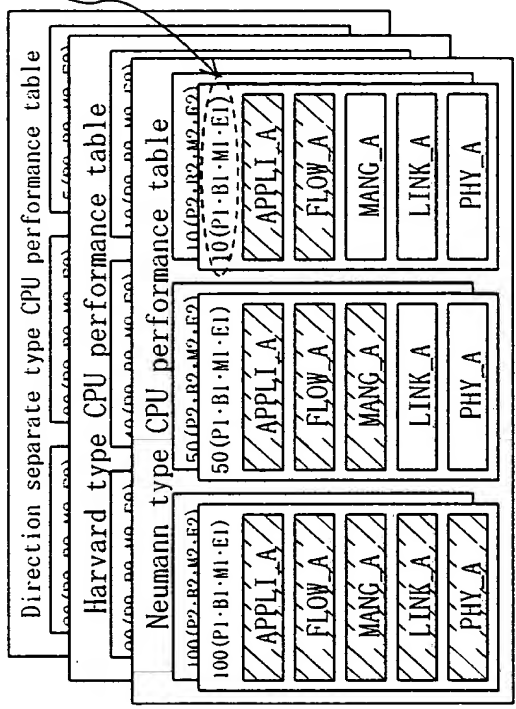 Direction separate type CPU performance table
Harvard type CPU performance table
Neumann type CPU performance table
100(P2·B2·M2·E2)
100(P1·B1·M1·E1)
APPLI_A
FLOW_A
MANG_A
LINK_A
PHY_A
50(P2·B2·M2·E2)
50(P1·B1·M1·E1)
APPLI_A
FLOW_A
MANG_A
LINK_A
PHY_A
10(P2·B2·M2·E2)
10(P1·B1·M1·E1)
APPLI_A
FLOW_A
MANG_A
LINK_A
PHY_A